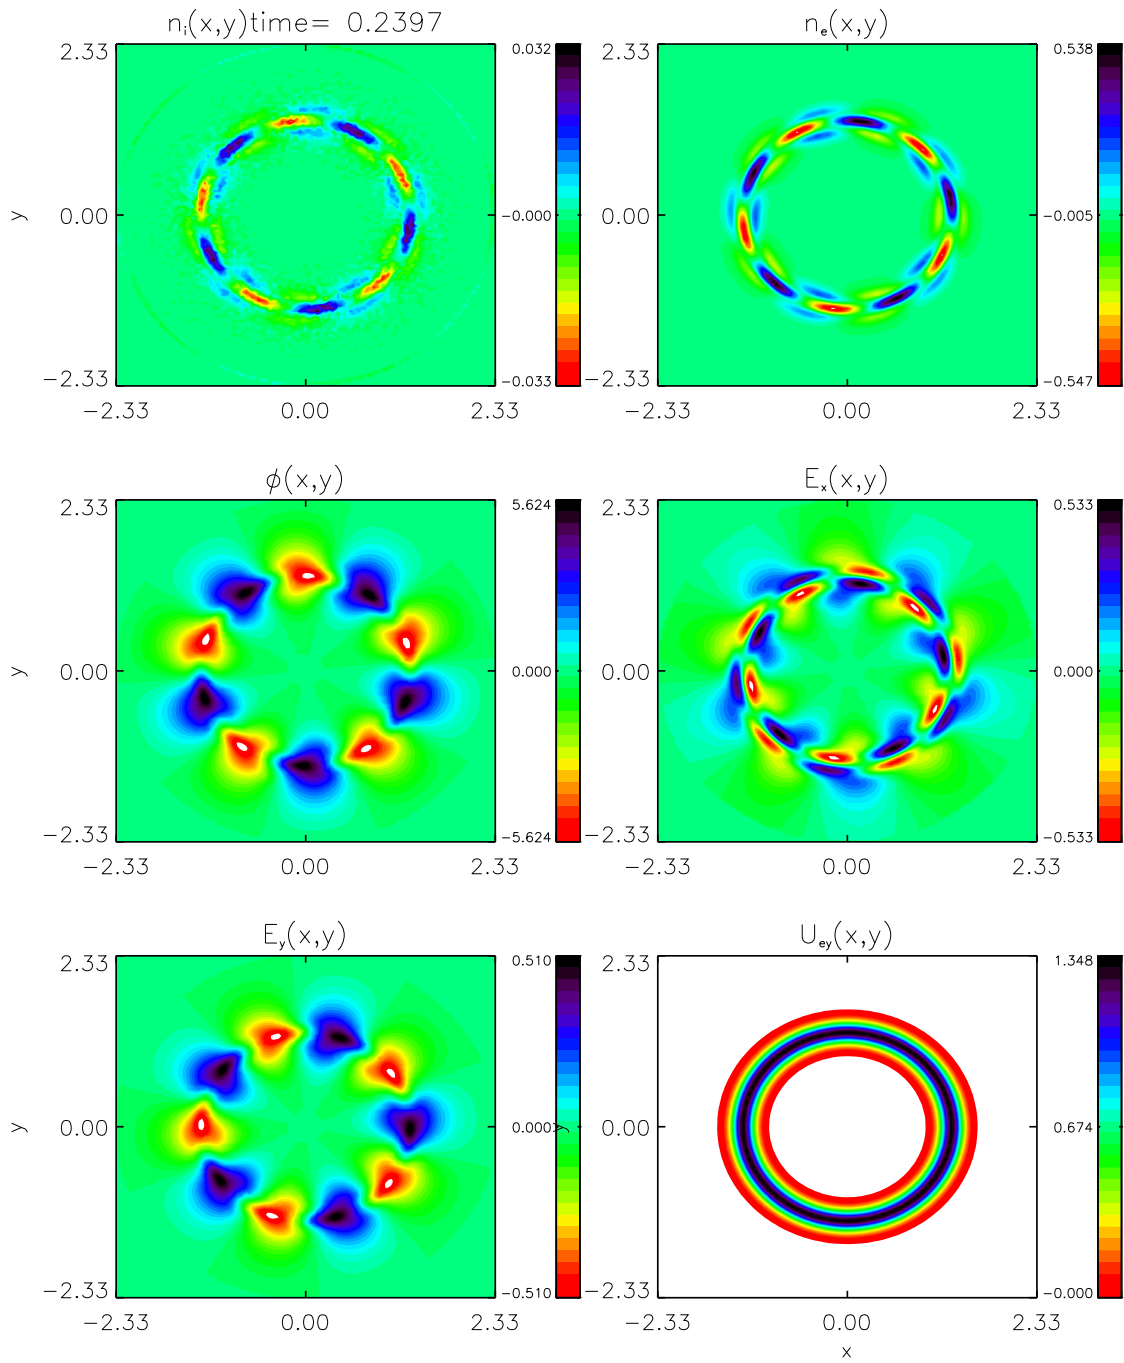 n_i(x,y)time= 0.2397
2.33
0.00
−2.33
y
−2.33 0.00 2.33
0.032
−0.000
−0.033
n_e(x,y)
2.33
0.00
−2.33
−2.33 0.00 2.33
0.538
−0.005
−0.547
ϕ(x,y)
2.33
0.00
−2.33
y
−2.33 0.00 2.33
5.624
0.000
−5.624
E_x(x,y)
2.33
0.00
−2.33
−2.33 0.00 2.33
0.533
0.000
−0.533
E_y(x,y)
2.33
0.00
−2.33
y
−2.33 0.00 2.33
0.510
0.000
−0.510
U_ey(x,y)
2.33
0.00
−2.33
y
−2.33 0.00 2.33
x
1.348
0.674
−0.000